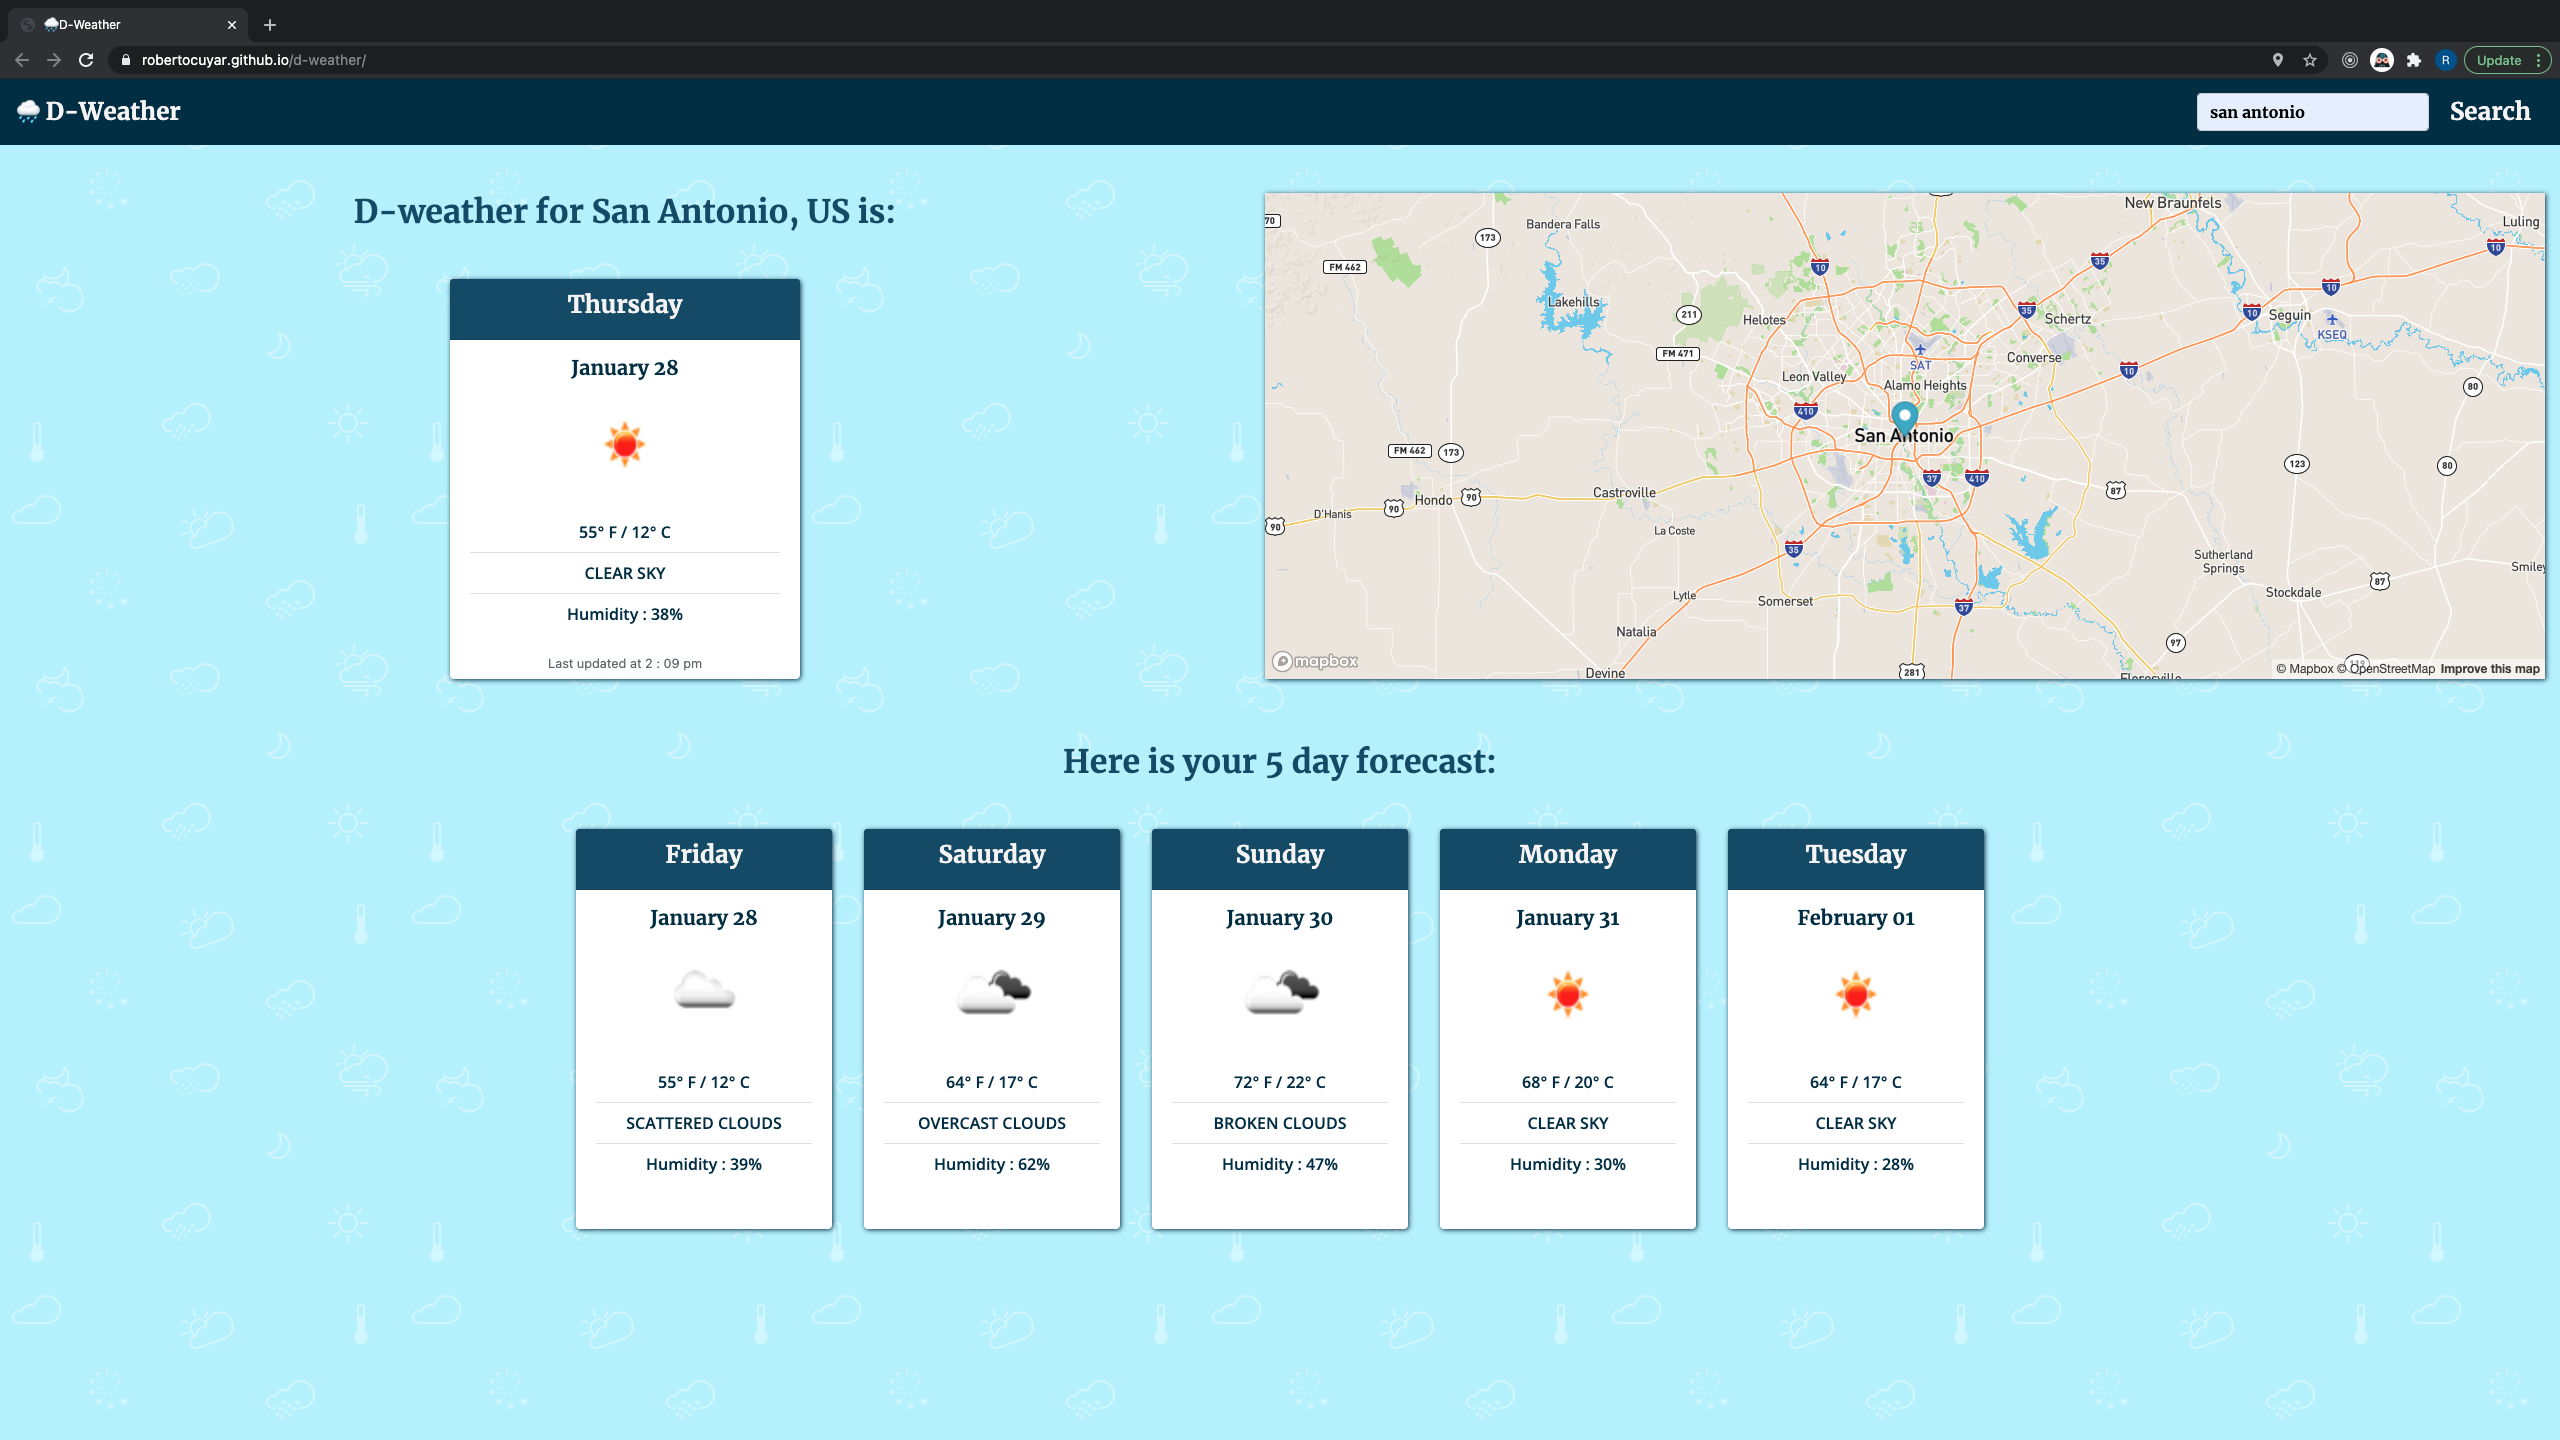 D-Weather
robertocuyar.github.io/d-weather/
R
Update
D-Weather
san antonio
Search
D-weather for San Antonio, US is:
Thursday
January 28
55° F / 12° C
CLEAR SKY
Humidity : 38%
Last updated at 2 : 09 pm
70
173
Bandera Falls
New Braunfels
Luling
FM 462
10
35
10
10
Lakehills
211
Helotes
35
Schertz
10
Seguin
KSEQ
FM 471
SAT
Converse
10
Leon Valley
Alamo Heights
80
410
San Antonio
FM 462
173
123
80
37
410
Castroville
87
Hondo
90
90
D'Hanis
90
La Coste
35
Sutherland
Springs
Smiley
87
Stockdale
Lytle
Somerset
37
Natalia
97
Devine
281
119
Floresville
mapbox
© Mapbox © OpenStreetMap Improve this map
Here is your 5 day forecast:
Friday
January 28
55° F / 12° C
SCATTERED CLOUDS
Humidity : 39%
Saturday
January 29
64° F / 17° C
OVERCAST CLOUDS
Humidity : 62%
Sunday
January 30
72° F / 22° C
BROKEN CLOUDS
Humidity : 47%
Monday
January 31
68° F / 20° C
CLEAR SKY
Humidity : 30%
Tuesday
February 01
64° F / 17° C
CLEAR SKY
Humidity : 28%